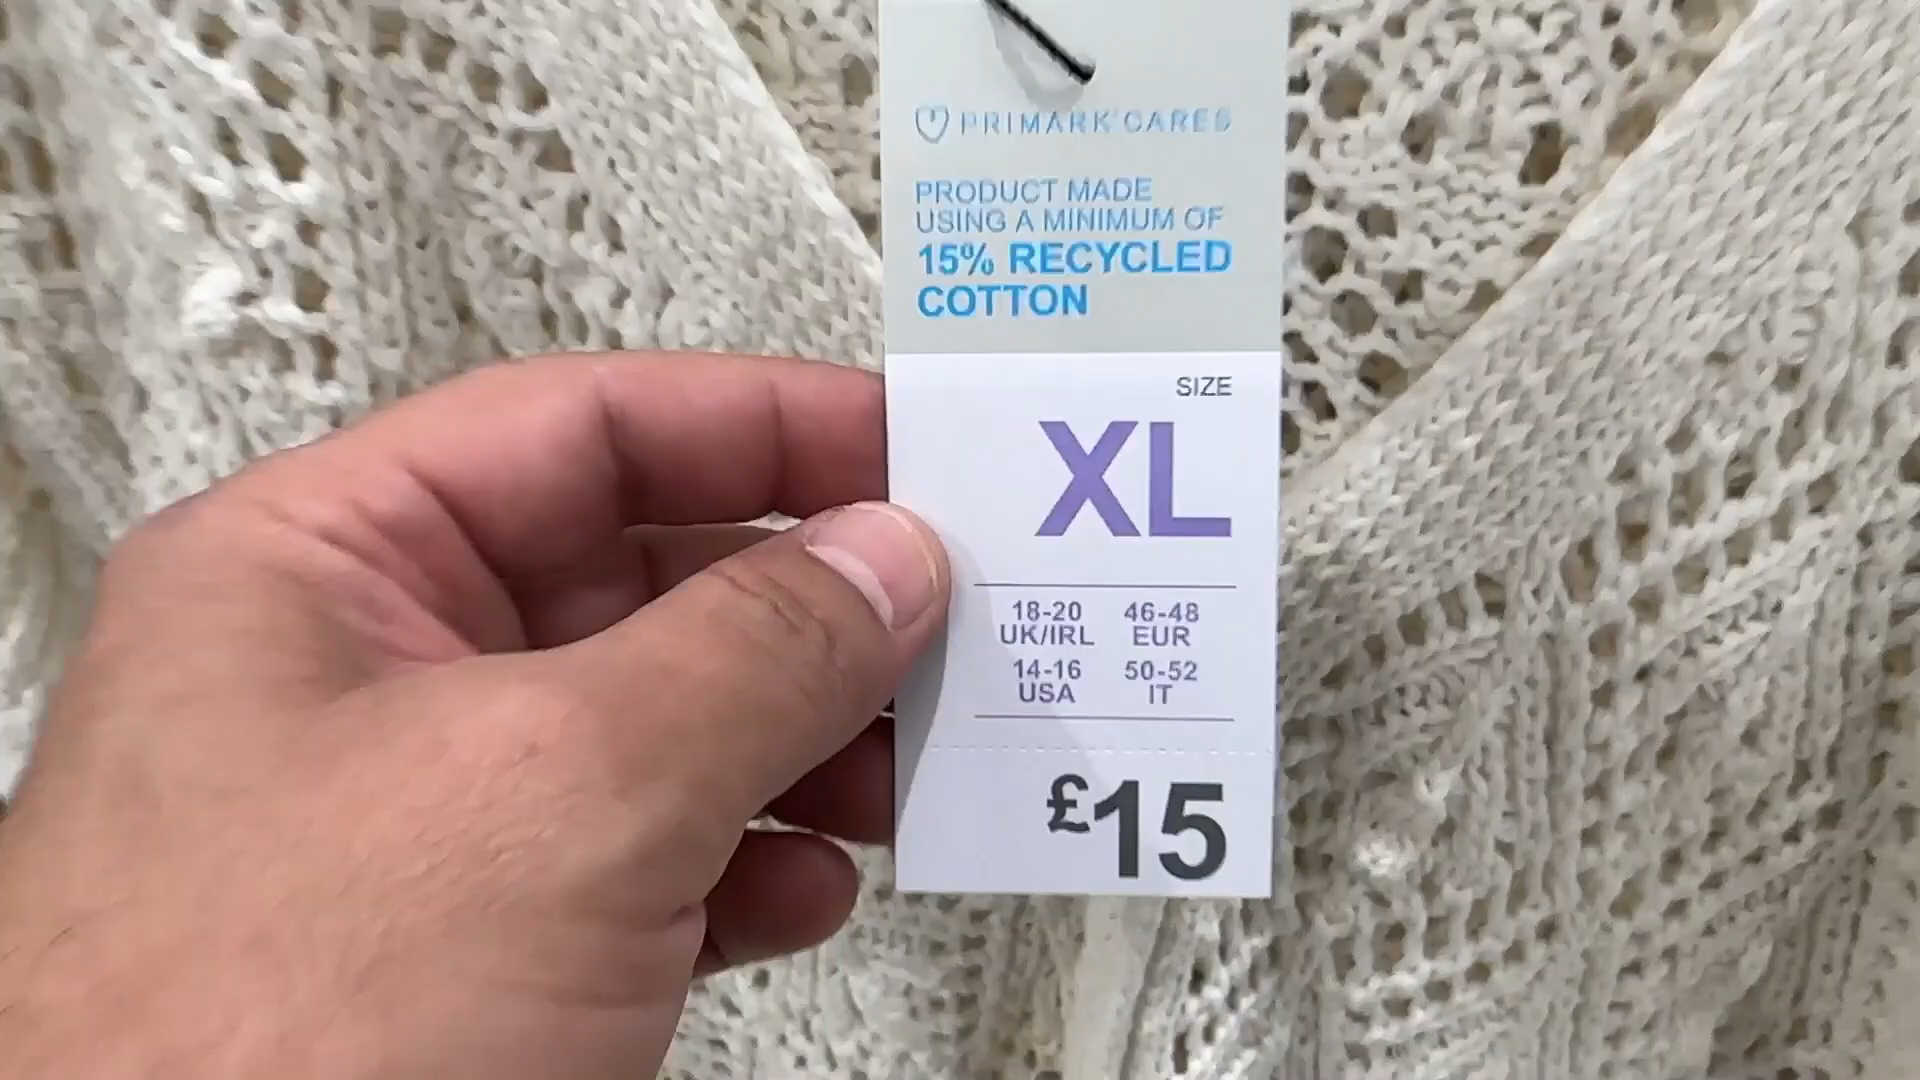 PRIMARK CARES
PRODUCT MADE
USING A MINIMUM OF
15% RECYCLED
COTTON
SIZE
XL
18-20 46-48
UK/IRL EUR
14-16 50-52
USA IT
£15